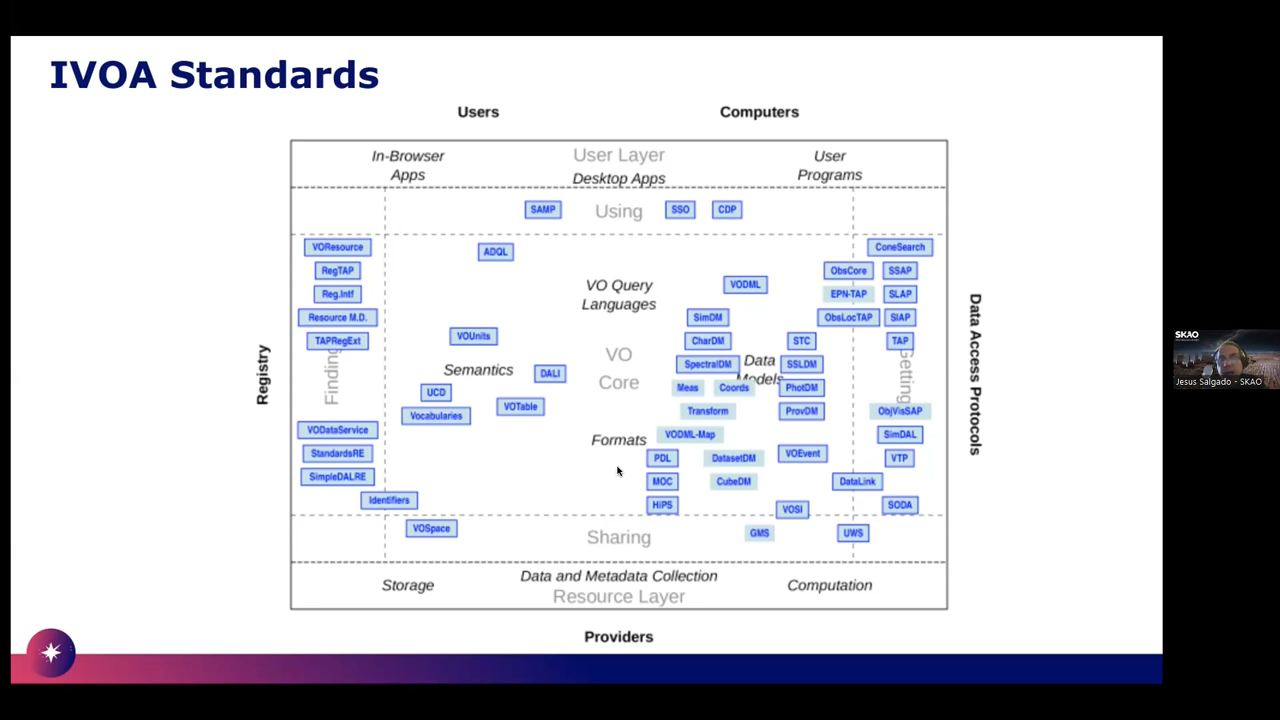 IVOA Standards
Users
Computers
In-Browser
Apps
User Layer
Desktop Apps
User
Programs
SAMP
Using
SSO
CDP
VOResource
RegTAP
Reg.Intf
Resource M.D.
TAPRegExt
Finding
VODataService
StandardsRE
SimpleDALRE
Identifiers
VOSpace
Registry
ADQL
VO Query
Languages
VOUnits
Semantics
DALI
UCD
VOTable
Vocabularies
VO
Core
Formats
VODML
SimDM
CharDM
SpectralDM
Meas
Coords
Transform
VODML-Map
PDL
DatasetDM
MOC
CubeDM
HiPS
Data
Models
STC
SSLDM
PhotDM
ProvDM
VOEvent
VOSI
GMS
ObsCore
EPN-TAP
ObsLocTAP
ConeSearch
SSAP
SLAP
SIAP
TAP
Getting
ObjVisSAP
SimDAL
VTP
DataLink
SODA
UWS
Data Access Protocols
Sharing
Storage
Data and Metadata Collection
Resource Layer
Computation
Providers
SKAO
Jesus Salgado - SKAO